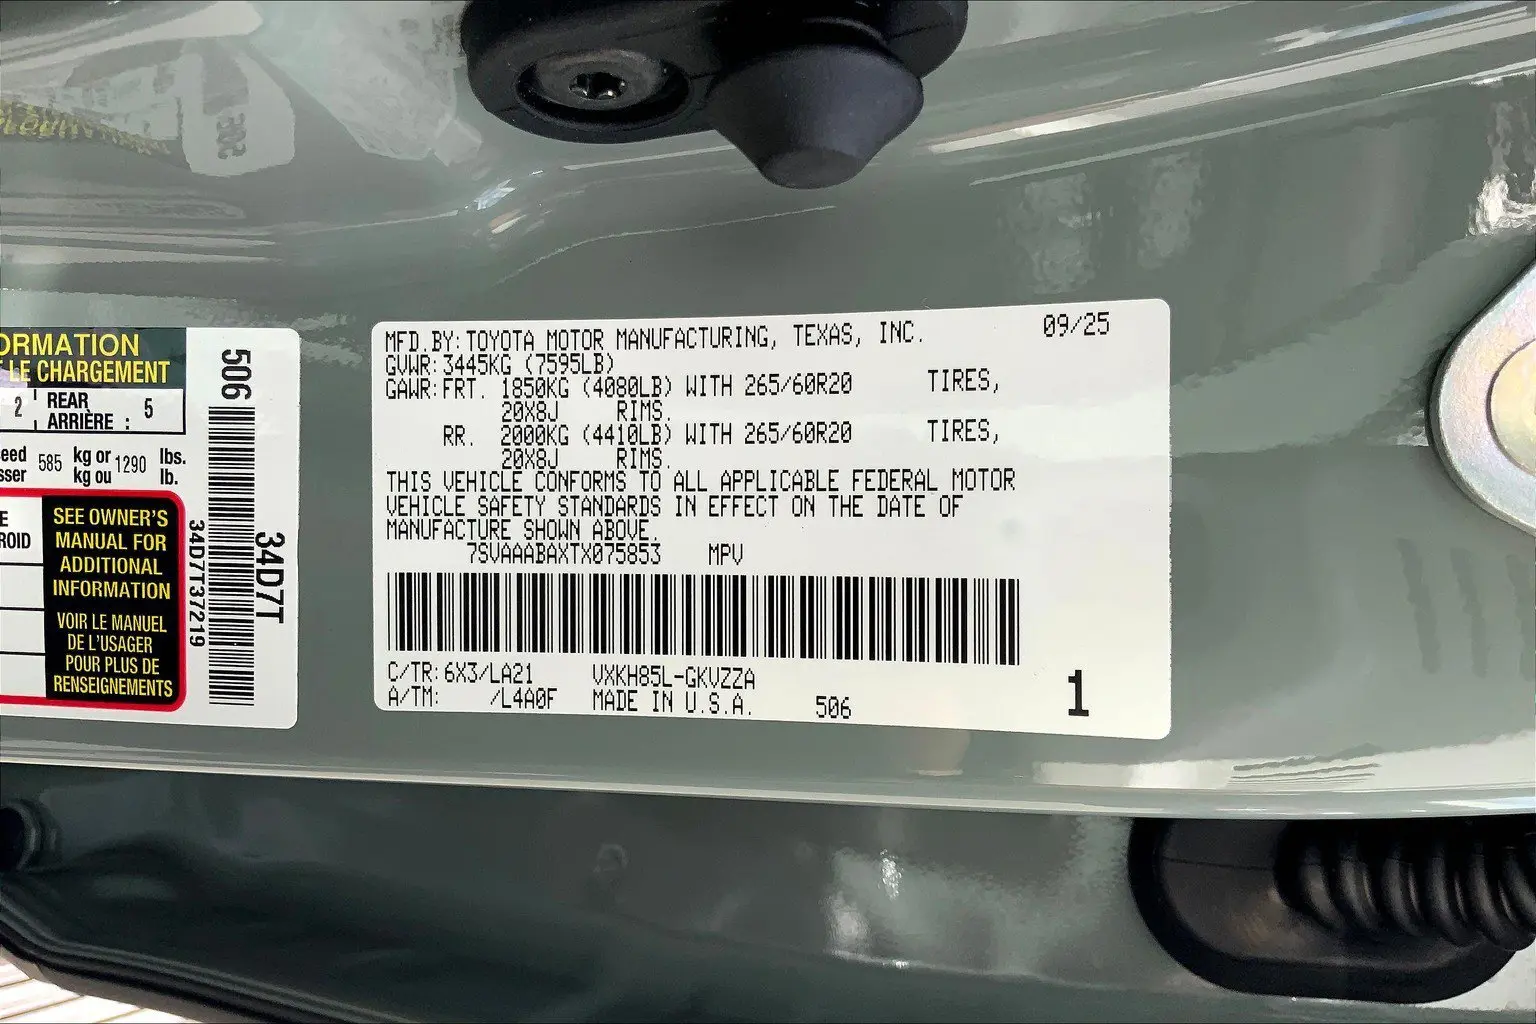 ORMATION
LE CHARGEMENT
2 REAR ARRIÈRE : 5
eed
sser
585 kg or
kg ou
1290 lbs.
lb.
E
ROID
SEE OWNER'S
MANUAL FOR
ADDITIONAL
INFORMATION
VOIR LE MANUEL
DE L'USAGER
POUR PLUS DE
RENSEIGNEMENTS
34D7T37219
506
34D7T
MFD.BY:TOYOTA MOTOR MANUFACTURING, TEXAS, INC. 09/25
GVWR:3445KG (7595LB)
GAWR:FRT. 1850KG (4080LB) WITH 265/60R20 TIRES,
20X8J RIMS.
RR. 2000KG (4410LB) WITH 265/60R20 TIRES,
20X8J RIMS.
THIS VEHICLE CONFORMS TO ALL APPLICABLE FEDERAL MOTOR
VEHICLE SAFETY STANDARDS IN EFFECT ON THE DATE OF
MANUFACTURE SHOWN ABOVE.
7SVAAABAXTX075853 MPV
C/TR:6X3/LA21 VXKH85L-GKVZZA
A/TM: /L4A0F MADE IN U.S.A. 506
1